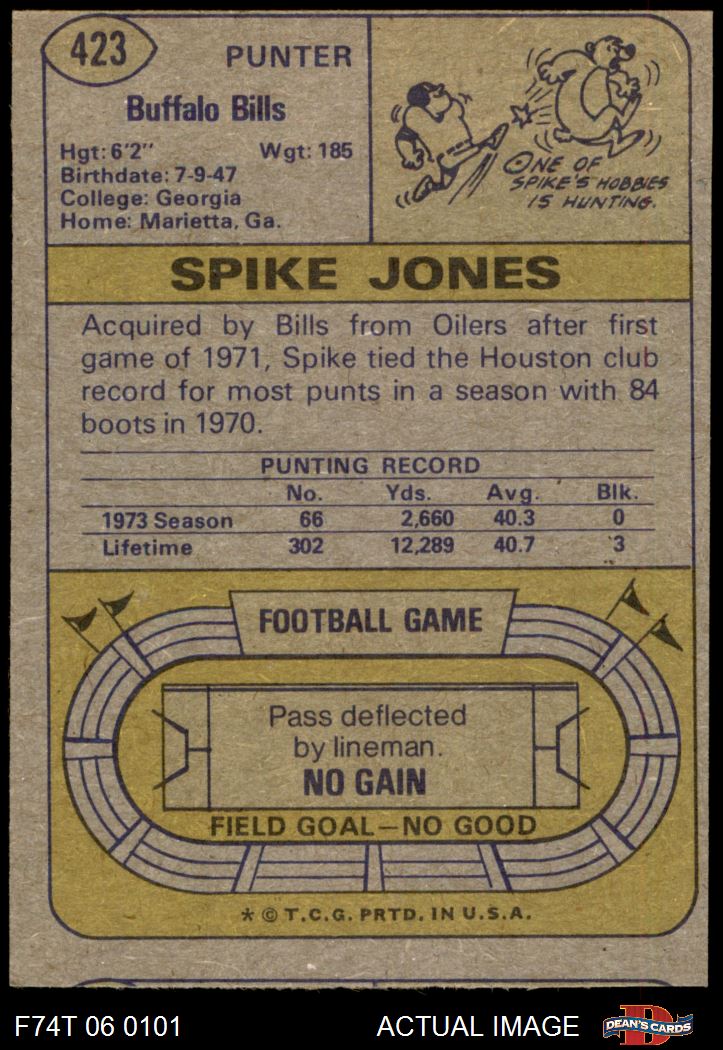 423
PUNTER
Buffalo Bills
Hgt: 6'2" Wgt: 185
Birthdate: 7-9-47
College: Georgia
Home: Marietta, Ga.
ONE OF
SPIKE'S HOBBIES
IS HUNTING.
SPIKE JONES
Acquired by Bills from Oilers after first
game of 1971, Spike tied the Houston club
record for most punts in a season with 84
boots in 1970.
PUNTING RECORD
No. Yds. Avg. Blk.
1973 Season 66 2,660 40.3 0
Lifetime 302 12,289 40.7 3
FOOTBALL GAME
Pass deflected
by lineman.
NO GAIN
FIELD GOAL—NO GOOD
* © T.C.G. PRTD. IN U.S.A.
F74T 06 0101 ACTUAL IMAGE
D
DEAN'S CARDS